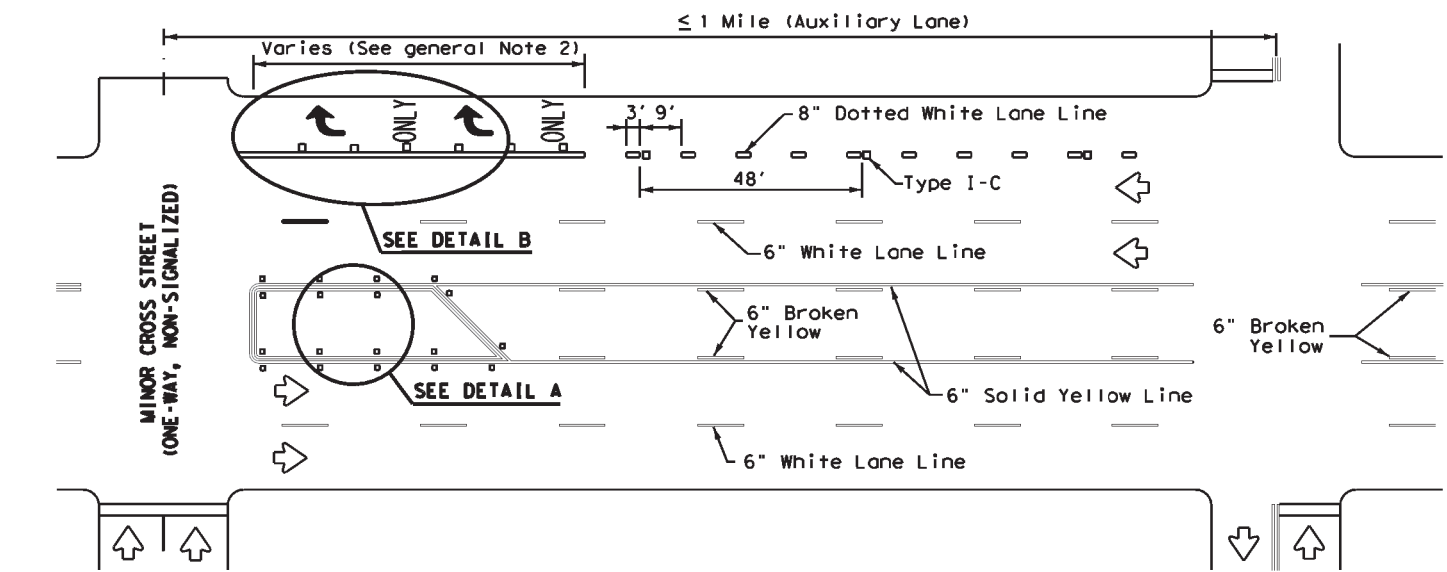 ≤ 1 Mile (Auxiliary Lane)
Varies (See general Note 2)
ONLY
ONLY
3' 9'
8" Dotted White Lane Line
48'
Type I-C
SEE DETAIL B
6" White Lane Line
MINOR CROSS STREET
(ONE-WAY, NON-SIGNALIZED)
6" Broken
Yellow
6" Broken
Yellow
SEE DETAIL A
6" Solid Yellow Line
6" White Lane Line